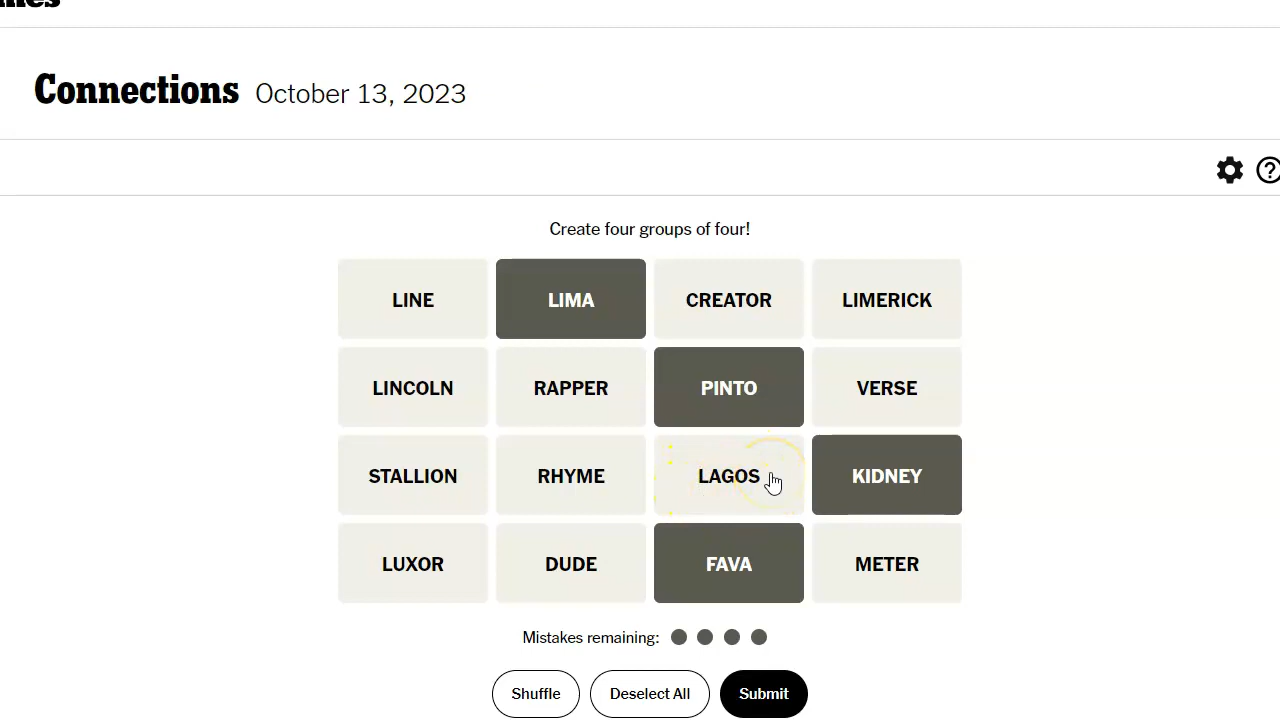 Connections October 13, 2023
Create four groups of four!
LINE LIMA CREATOR LIMERICK
LINCOLN RAPPER PINTO VERSE
STALLION RHYME LAGOS KIDNEY
LUXOR DUDE FAVA METER
Mistakes remaining:
Shuffle Deselect All Submit